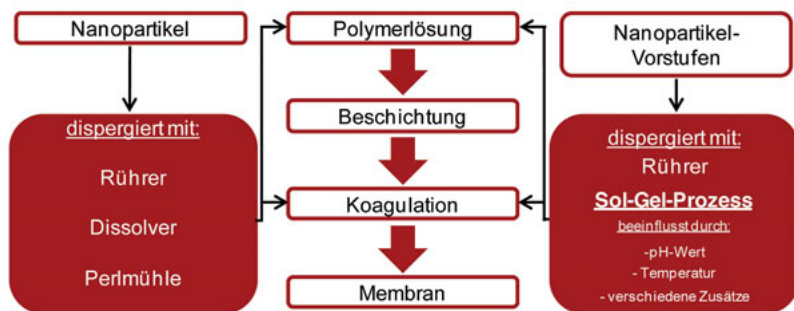 Nanopartikel
dispergiert mit:
Rührer
Dissolver
Perlmühle
Polymerlösung
Beschichtung
Koagulation
Membran
Nanopartikel-
Vorstufen
dispergiert mit:
Rührer
Sol-Gel-Prozess
beeinflusst durch:
-pH-Wert
- Temperatur
- verschiedene Zusätze